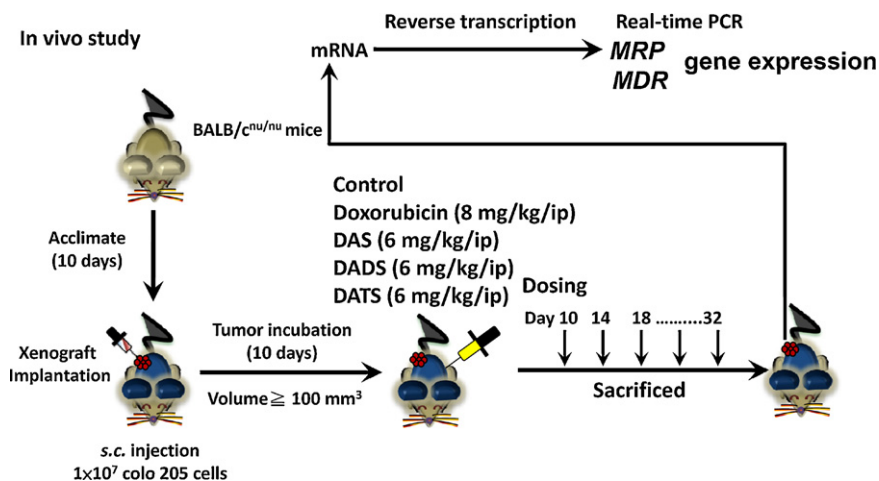 In vivo study
BALB/c^nu/nu mice
Acclimate
(10 days)
Xenograft
Implantation
s.c. injection
1×10⁷ colo 205 cells
Tumor incubation
(10 days)
Volume ≧ 100 mm³
Control
Doxorubicin (8 mg/kg/ip)
DAS (6 mg/kg/ip)
DADS (6 mg/kg/ip)
DATS (6 mg/kg/ip)
Dosing
Day 10 14 18 ..........32
Sacrificed
mRNA
Reverse transcription
Real-time PCR
MRP
MDR
gene expression